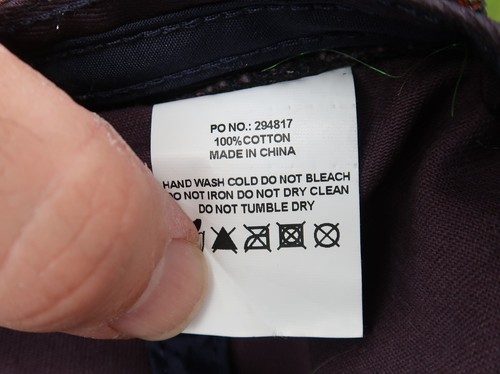 PO NO.: 294817
100% COTTON
MADE IN CHINA
HAND WASH COLD DO NOT BLEACH
DO NOT IRON DO NOT DRY CLEAN
DO NOT TUMBLE DRY